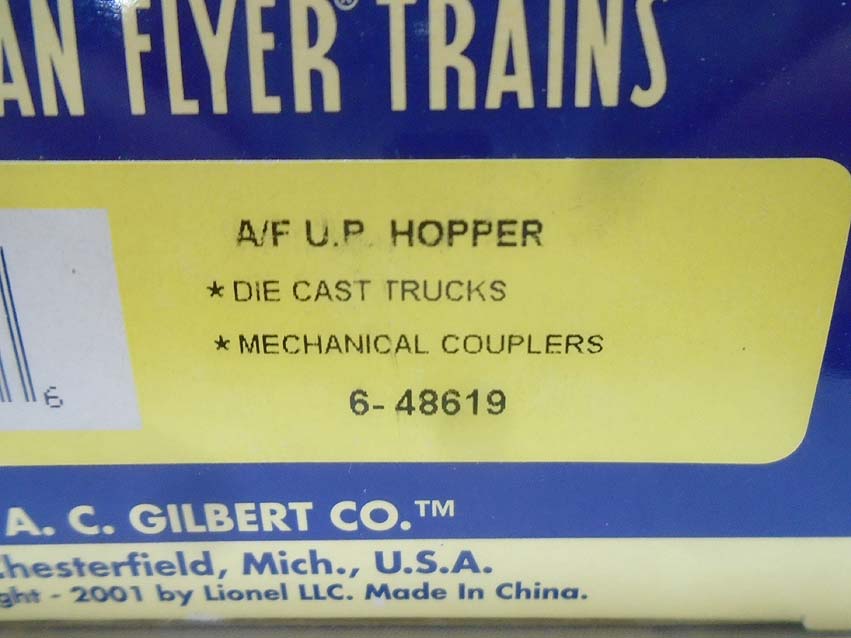 AN FLYER® TRAINS
A/F U.P. HOPPER
* DIE CAST TRUCKS
* MECHANICAL COUPLERS
6-48619
6
A. C. GILBERT CO.™
Chesterfield, Mich., U.S.A.
ght - 2001 by Lionel LLC. Made In China.